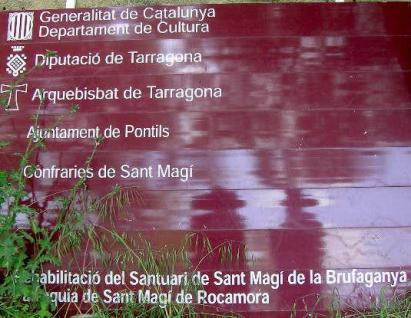 Generalitat de Catalunya
Departament de Cultura
Diputació de Tarragona
Arquebisbat de Tarragona
Ajuntament de Pontils
Confraries de Sant Magí
Rehabilitació del Santuari de Sant Magí de la Brufaganya
de Sant Magí de Rocamora